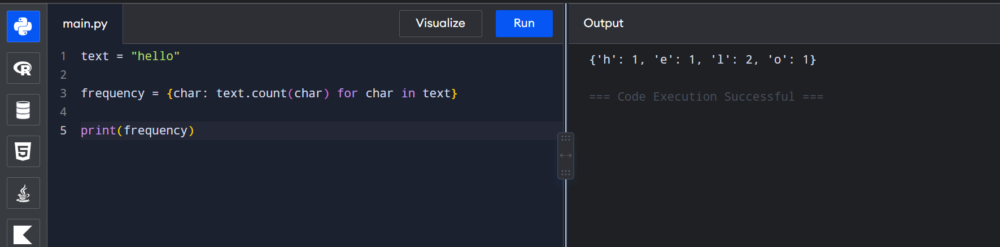 main.py
Visualize
Run
Output
1 text = "hello"
2
3 frequency = {char: text.count(char) for char in text}
4
5 print(frequency)
{'h': 1, 'e': 1, 'l': 2, 'o': 1}
=== Code Execution Successful ===